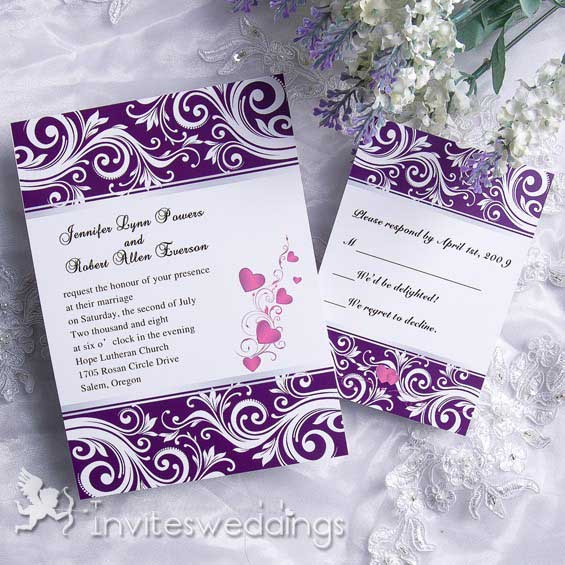 Jennifer Lynn Powers
and
Robert Allen Everson
request the honour of your presence
at their marriage
on Saturday, the second of July
Two thousand and eight
at six o’clock in the evening
Hope Lutheran Church
1705 Rosan Circle Drive
Salem, Oregon
Please respond by April 1st, 2009
M
We'd be delighted!
We regret to decline.
Invitesweddings